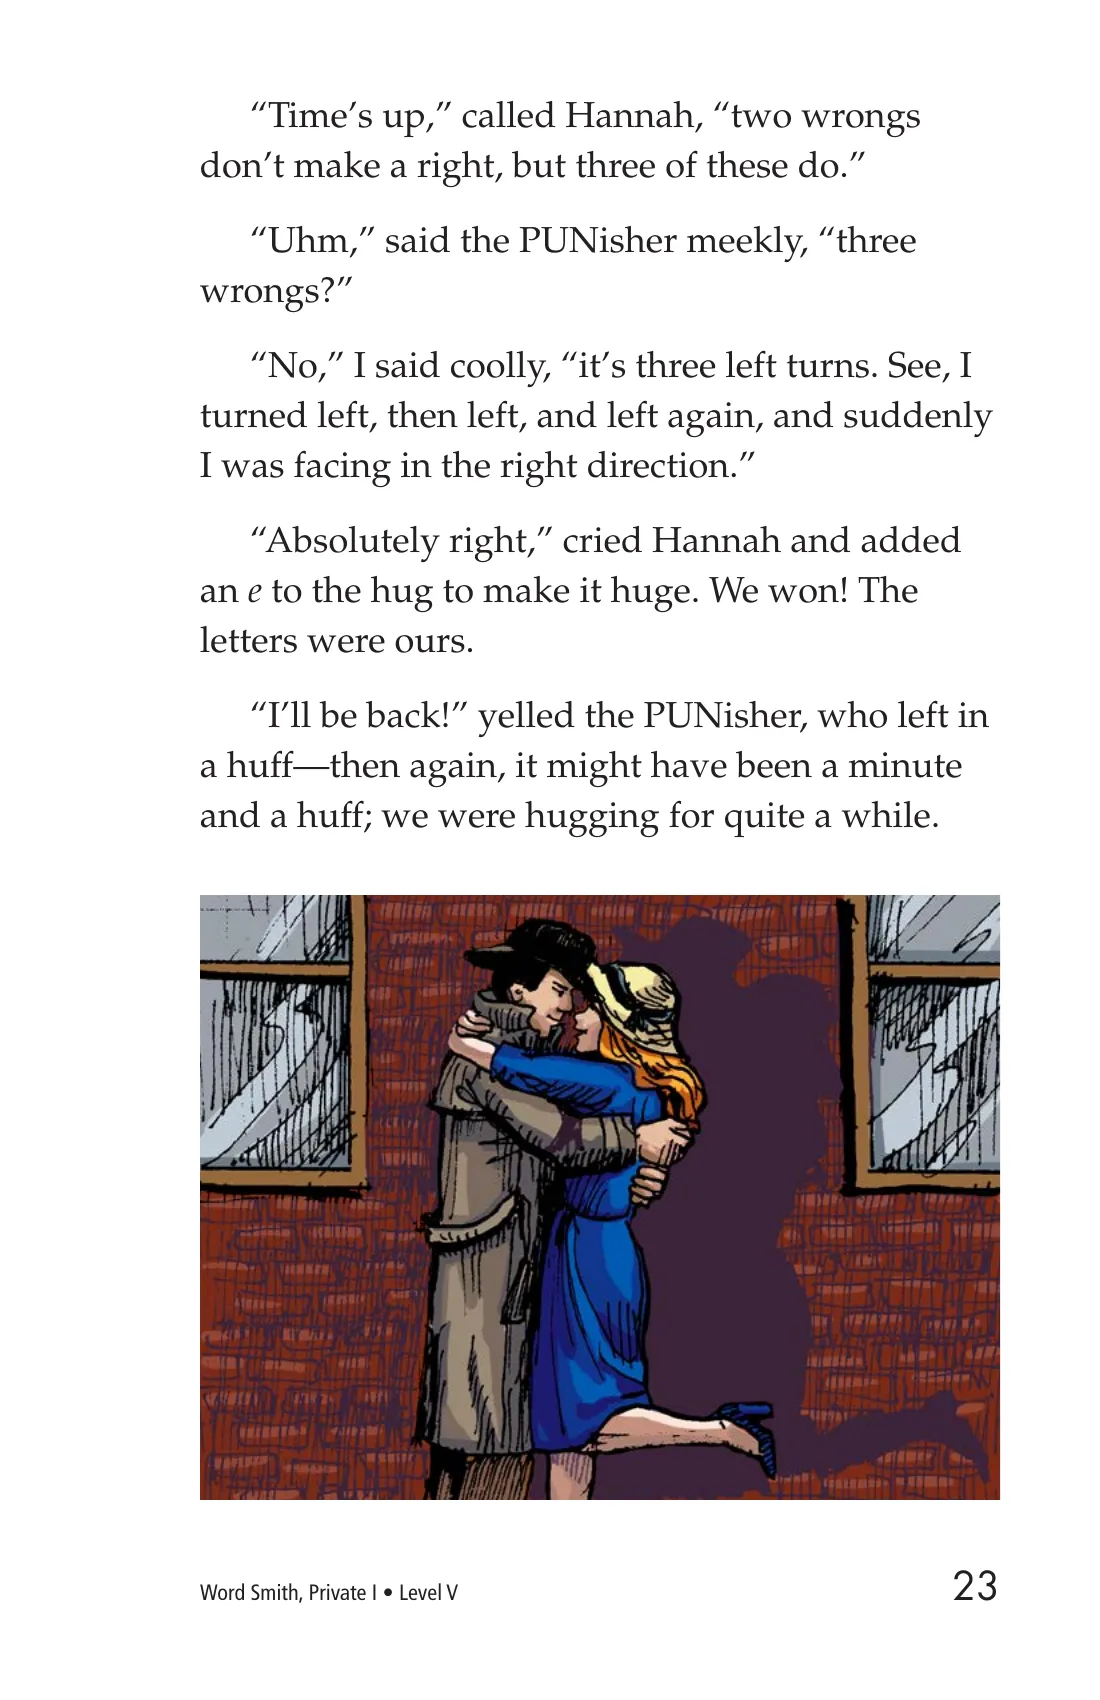 “Time’s up,” called Hannah, “two wrongs
don’t make a right, but three of these do.”
“Uhm,” said the PUNisher meekly, “three
wrongs?”
“No,” I said coolly, “it’s three left turns. See, I
turned left, then left, and left again, and suddenly
I was facing in the right direction.”
“Absolutely right,” cried Hannah and added
an e to the hug to make it huge. We won! The
letters were ours.
“I’ll be back!” yelled the PUNisher, who left in
a huff—then again, it might have been a minute
and a huff; we were hugging for quite a while.
Word Smith, Private I • Level V
23